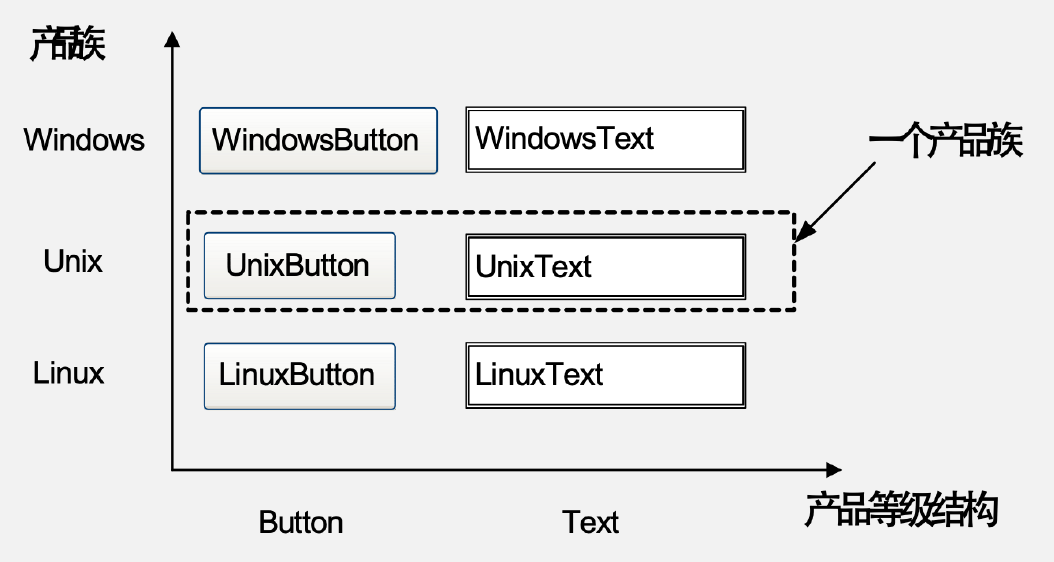 产品族
Windows WindowsButton WindowsText 一个产品族
Unix UnixButton UnixText
Linux LinuxButton LinuxText
Button Text 产品等级结构